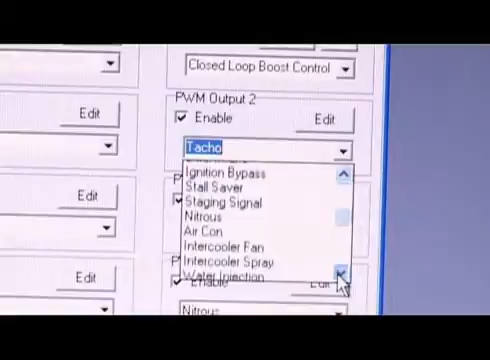 Closed Loop Boost Control
PWM Output 2
Edit
Enable
Edit
Tacho
Ignition Bypass
Stall Saver
Staging Signal
Nitrous
Edit
Air Con
Intercooler Fan
Intercooler Spray
Water Injection
Edit
Enable
Edit
Nitrous